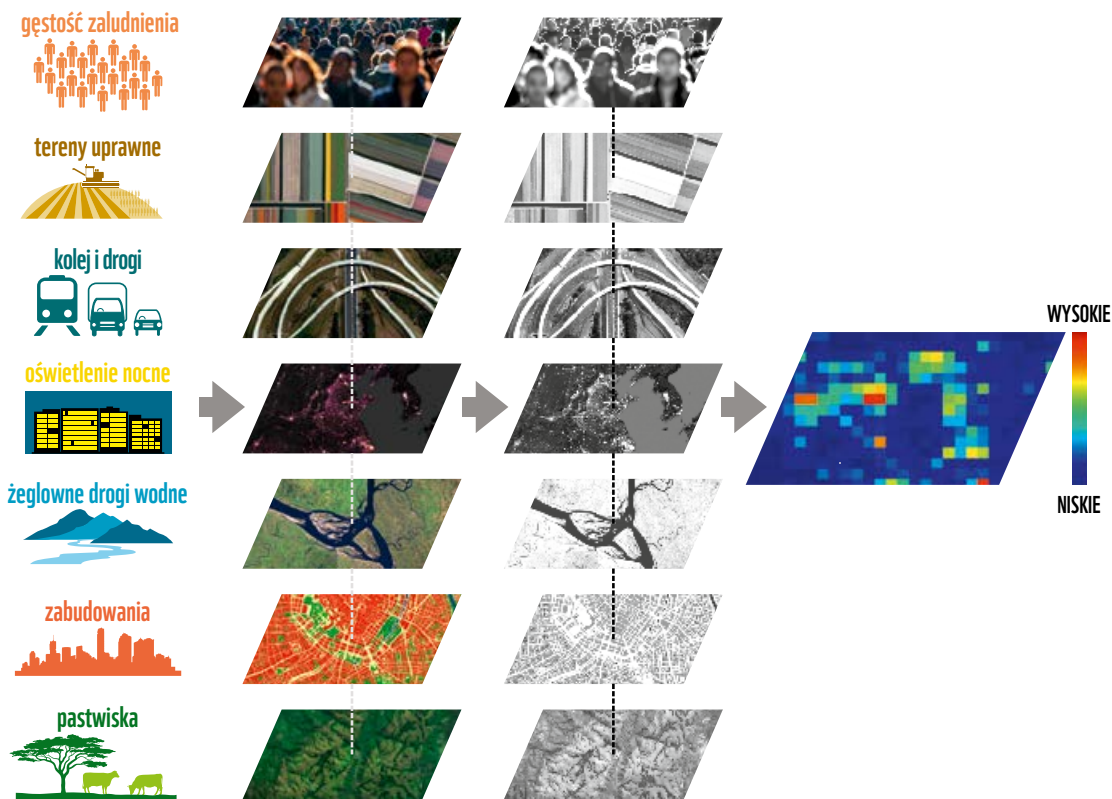 gęstość zaludnienia
tereny uprawne
kolej i drogi
oświetlenie nocne
żeglowne drogi wodne
zabudowania
pastwiska
WYSOKIE
NISKIE